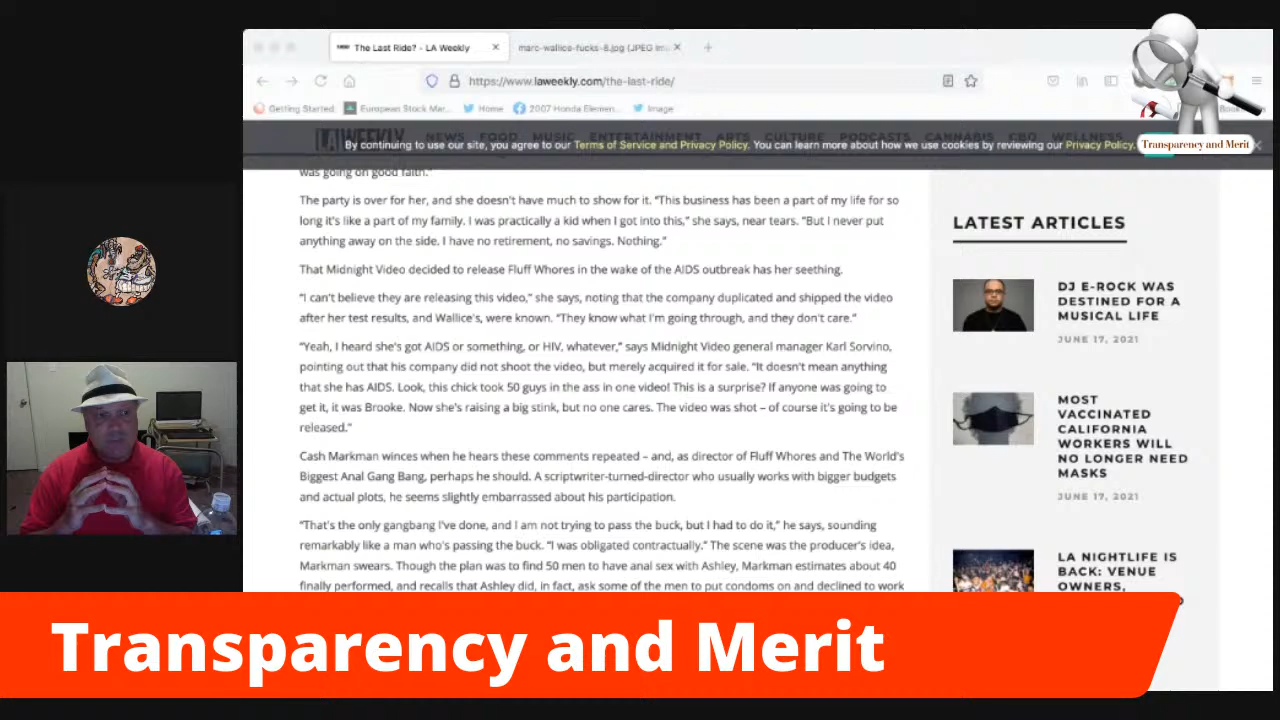 The Last Ride? - LA Weekly
marc-wallice-fucks-8.jpg (JPEG Im
https://www.laweekly.com/the-last-ride/
Getting Started
European Stock Mar...
Home
2007 Honda Elemen...
Image
LA WEEKLY NEWS FOOD MUSIC ENTERTAINMENT ARTS CULTURE PODCASTS CANNABIS CBD WELLNESS
By continuing to use our site, you agree to our Terms of Service and Privacy Policy. You can learn more about how we use cookies by reviewing our Privacy Policy.
Transparency and Merit
was going on good faith."
The party is over for her, and she doesn't have much to show for it. "This business has been a part of my life for so
long it's like a part of my family. I was practically a kid when I got into this," she says, near tears. "But I never put
anything away on the side. I have no retirement, no savings. Nothing."
That Midnight Video decided to release Fluff Whores in the wake of the AIDS outbreak has her seething.
"I can't believe they are releasing this video," she says, noting that the company duplicated and shipped the video
after her test results, and Wallice's, were known. "They know what I'm going through, and they don't care."
"Yeah, I heard she's got AIDS or something, or HIV, whatever," says Midnight Video general manager Karl Sorvino,
pointing out that his company did not shoot the video, but merely acquired it for sale. "It doesn't mean anything
that she has AIDS. Look, this chick took 50 guys in the ass in one video! This is a surprise? If anyone was going to
get it, it was Brooke. Now she's raising a big stink, but no one cares. The video was shot – of course it's going to be
released."
Cash Markman winces when he hears these comments repeated – and, as director of Fluff Whores and The World's
Biggest Anal Gang Bang, perhaps he should. A scriptwriter-turned-director who usually works with bigger budgets
and actual plots, he seems slightly embarrassed about his participation.
"That's the only gangbang I've done, and I am not trying to pass the buck, but I had to do it," he says, sounding
remarkably like a man who's passing the buck. "I was obligated contractually." The scene was the producer's idea,
Markman swears. Though the plan was to find 50 men to have anal sex with Ashley, Markman estimates about 40
finally performed, and recalls that Ashley did, in fact, ask some of the men to put condoms on and declined to work
LATEST ARTICLES
DJ E-ROCK WAS
DESTINED FOR A
MUSICAL LIFE
JUNE 17, 2021
MOST
VACCINATED
CALIFORNIA
WORKERS WILL
NO LONGER NEED
MASKS
JUNE 17, 2021
LA NIGHTLIFE IS
BACK: VENUE
OWNERS,
Transparency and Merit